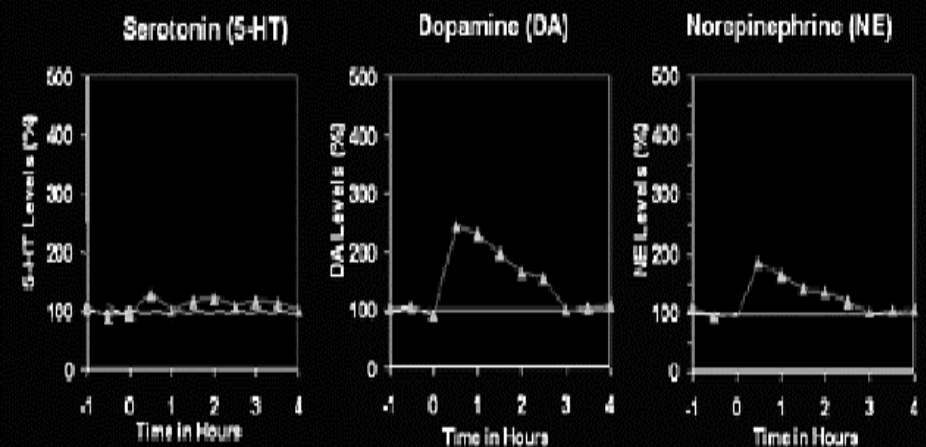 Serotonin (5-HT)
5-HT Levels (%)
500
400
300
200
100
0
-1 0 1 2 3 4
Time in Hours
Dopamine (DA)
DA Levels (%)
500
400
300
200
100
0
-1 0 1 2 3 4
Time in Hours
Norepinephrine (NE)
NE Levels (%)
500
400
300
200
100
0
-1 0 1 2 3 4
Time in Hours